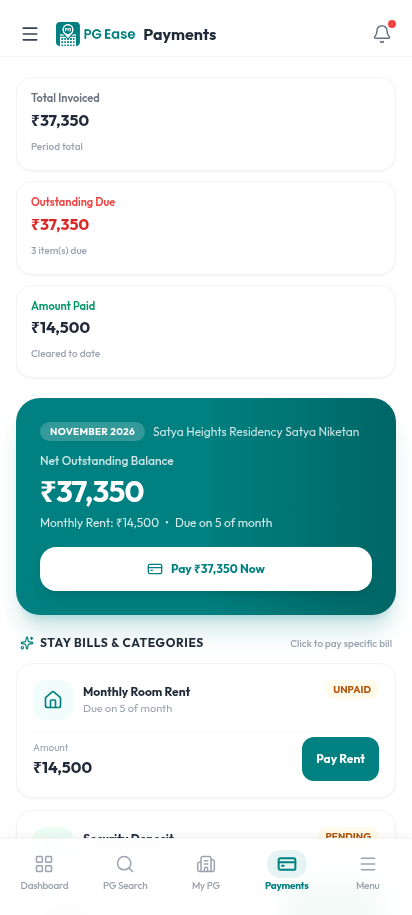 PG Ease Payments
Total Invoiced
₹37,350
Period total
Outstanding Due
₹37,350
3 item(s) due
Amount Paid
₹14,500
Cleared to date
NOVEMBER 2026 Satya Heights Residency Satya Niketan
Net Outstanding Balance
₹37,350
Monthly Rent: ₹14,500 • Due on 5 of month
Pay ₹37,350 Now
STAY BILLS & CATEGORIES Click to pay specific bill
Monthly Room Rent UNPAID
Due on 5 of month
Amount
₹14,500
Pay Rent
Security Deposit PENDING
Dashboard PG Search My PG Payments Menu